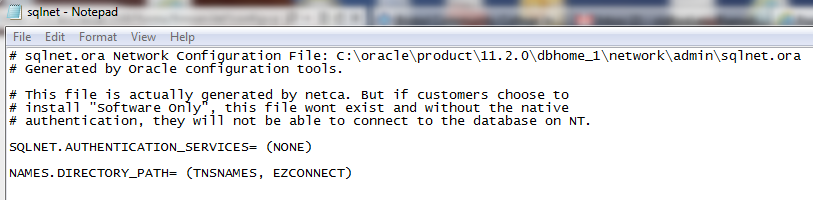 sqlnet - Notepad
File Edit Format View Help
# sqlnet.ora Network Configuration File: C:\oracle\product\11.2.0\dbhome_1\network\admin\sqlnet.ora
# Generated by Oracle configuration tools.
# This file is actually generated by netca. But if customers choose to
# install "Software Only", this file wont exist and without the native
# authentication, they will not be able to connect to the database on NT.
SQLNET.AUTHENTICATION_SERVICES= (NONE)
NAMES.DIRECTORY_PATH= (TNSNAMES, EZCONNECT)